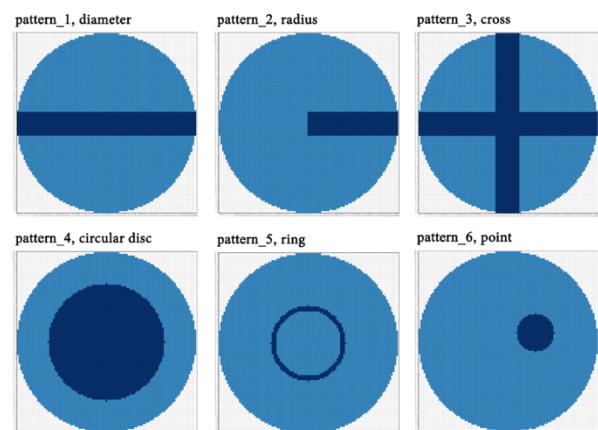 pattern_1, diameter
pattern_2, radius
pattern_3, cross
pattern_4, circular disc
pattern_5, ring
pattern_6, point